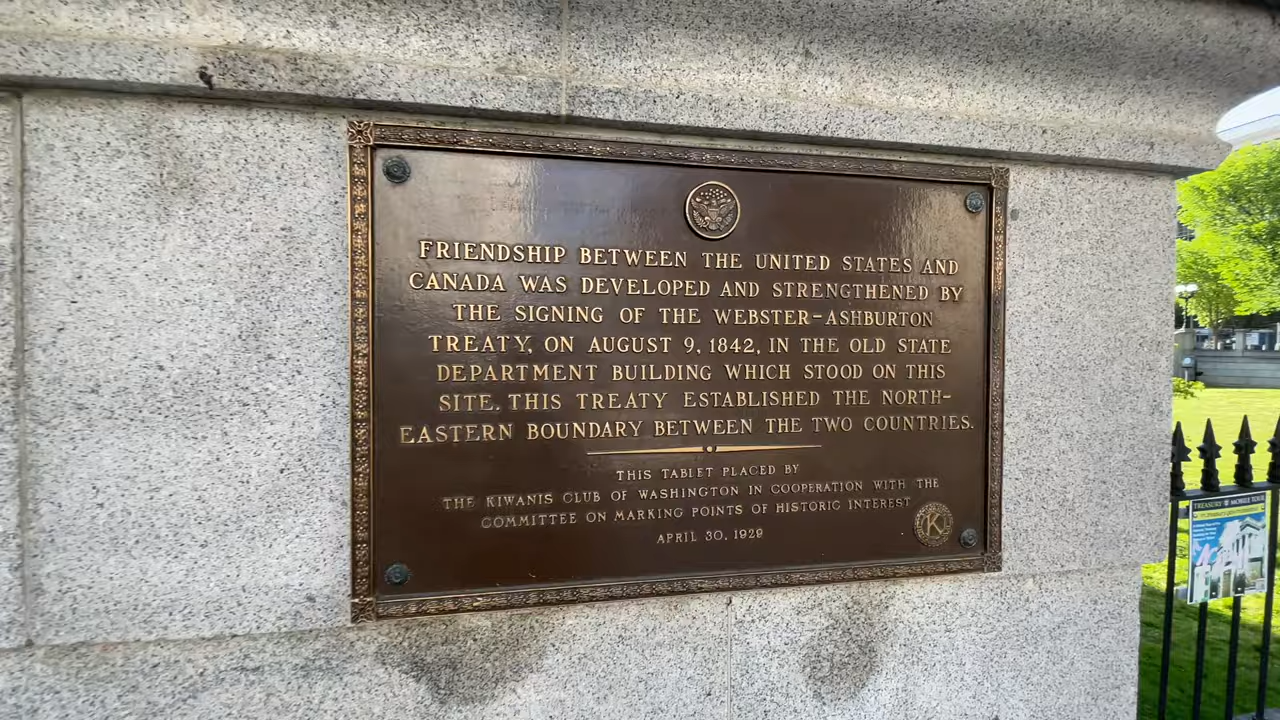 FRIENDSHIP BETWEEN THE UNITED STATES AND
CANADA WAS DEVELOPED AND STRENGTHENED BY
THE SIGNING OF THE WEBSTER-ASHBURTON
TREATY, ON AUGUST 9, 1842, IN THE OLD STATE
DEPARTMENT BUILDING WHICH STOOD ON THIS
SITE. THIS TREATY ESTABLISHED THE NORTH-
EASTERN BOUNDARY BETWEEN THE TWO COUNTRIES.
THIS TABLET PLACED BY
THE KIWANIS CLUB OF WASHINGTON IN COOPERATION WITH THE
COMMITTEE ON MARKING POINTS OF HISTORIC INTEREST
APRIL 30, 1929
K
TREASURY MOBILE TOUR